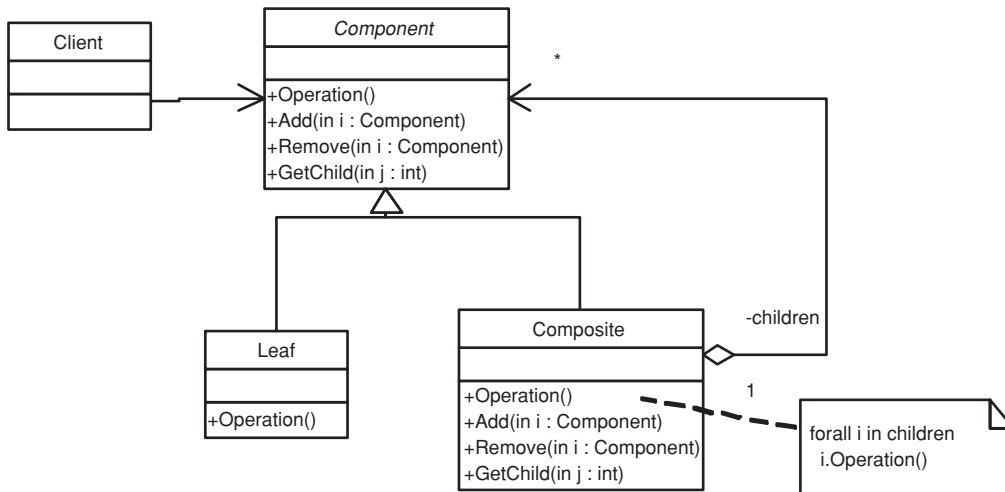 Client
Component
*
+Operation()
+Add(in i : Component)
+Remove(in i : Component)
+GetChild(in j : int)
-children
Leaf
+Operation()
Composite
+Operation()
+Add(in i : Component)
+Remove(in i : Component)
+GetChild(in j : int)
1
forall i in children
i.Operation()